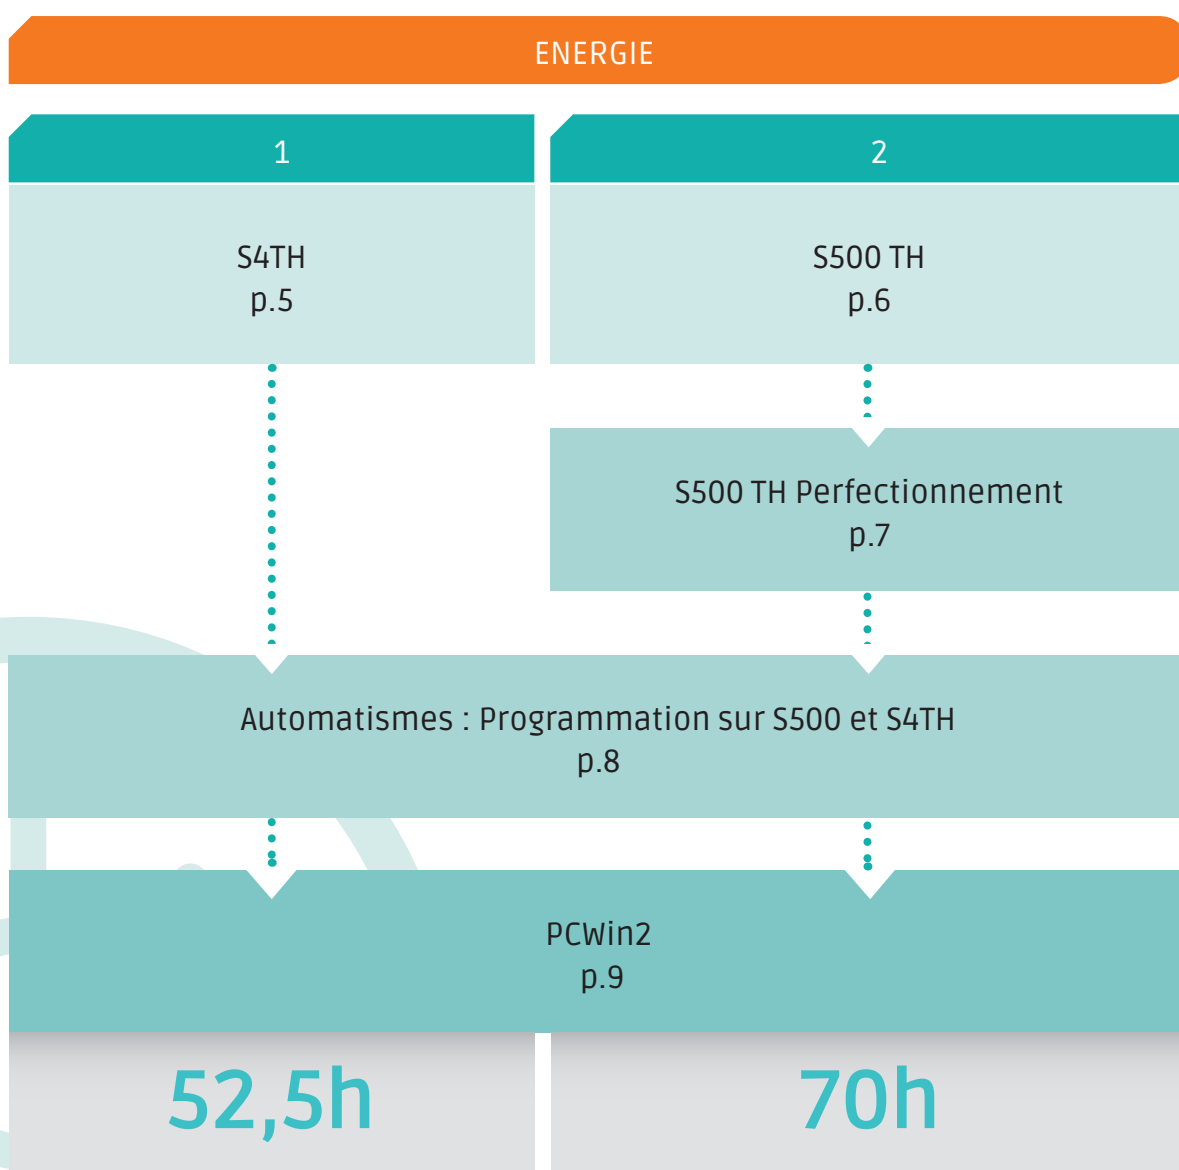 ENERGIE
1
2
S4TH
p.5
S500 TH
p.6
S500 TH Perfectionnement
p.7
Automatismes : Programmation sur S500 et S4TH
p.8
PCWin2
p.9
52,5h
70h